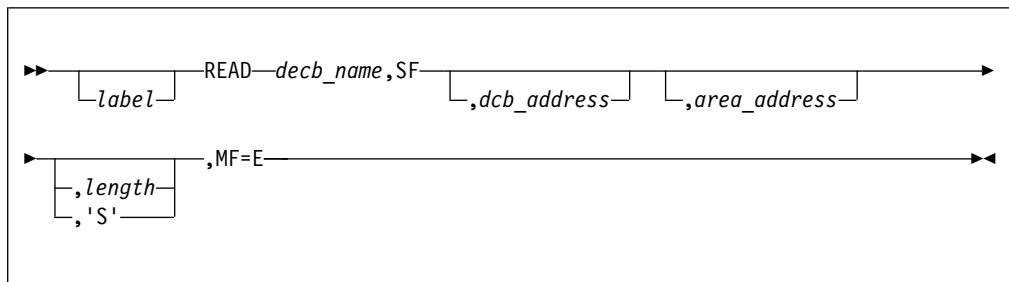 READ decb_name,SF
label ,dcb_address ,area_address
,MF=E
,length
,'S'